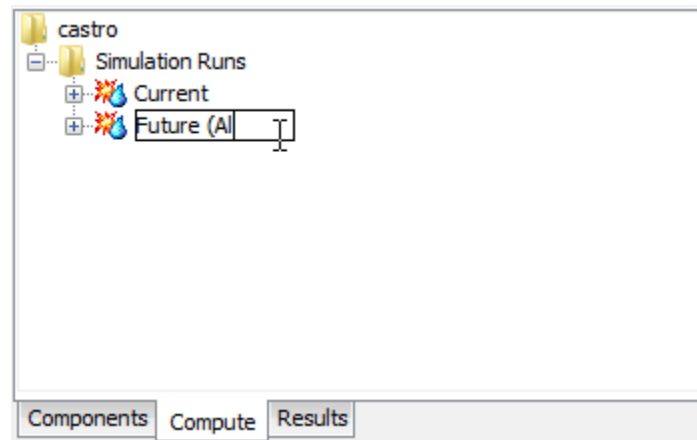 castro
Simulation Runs
Current
Future (Al
Components Compute Results